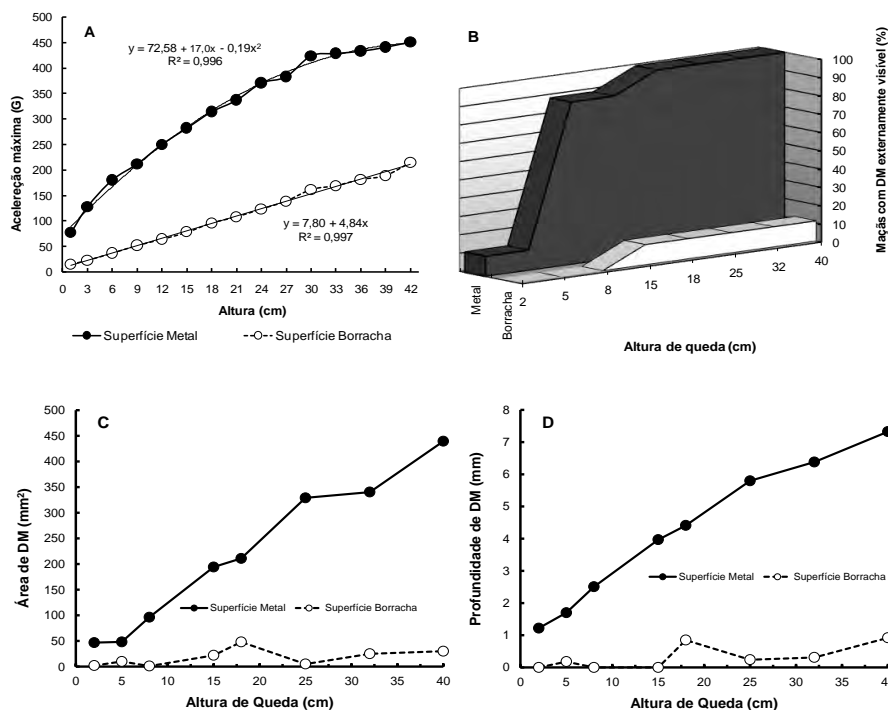 A
y = 72,58 + 17,0x - 0,19x²
R² = 0,996
y = 7,80 + 4,84x
R² = 0,997
Acelereção máxima (G)
500
450
400
350
300
250
200
150
100
50
0
0 3 6 9 12 15 18 21 24 27 30 33 36 39 42
Altura (cm)
Superfície Metal
Superfície Borracha
B
Maçãs com DM externamente visível (%)
100
90
80
70
60
50
40
30
20
10
0
Metal
Borracha
2 5 8 15 18 25 32 40
Altura de queda (cm)
C
Área de DM (mm²)
500
450
400
350
300
250
200
150
100
50
0
0 5 10 15 20 25 30 35 40
Superfície Metal
Superfície Borracha
Altura de Queda (cm)
D
Profundidade de DM (mm)
8
7
6
5
4
3
2
1
0
0 5 10 15 20 25 30 35 40
Superfície Metal
Superfície Borracha
Altura de Queda (cm)